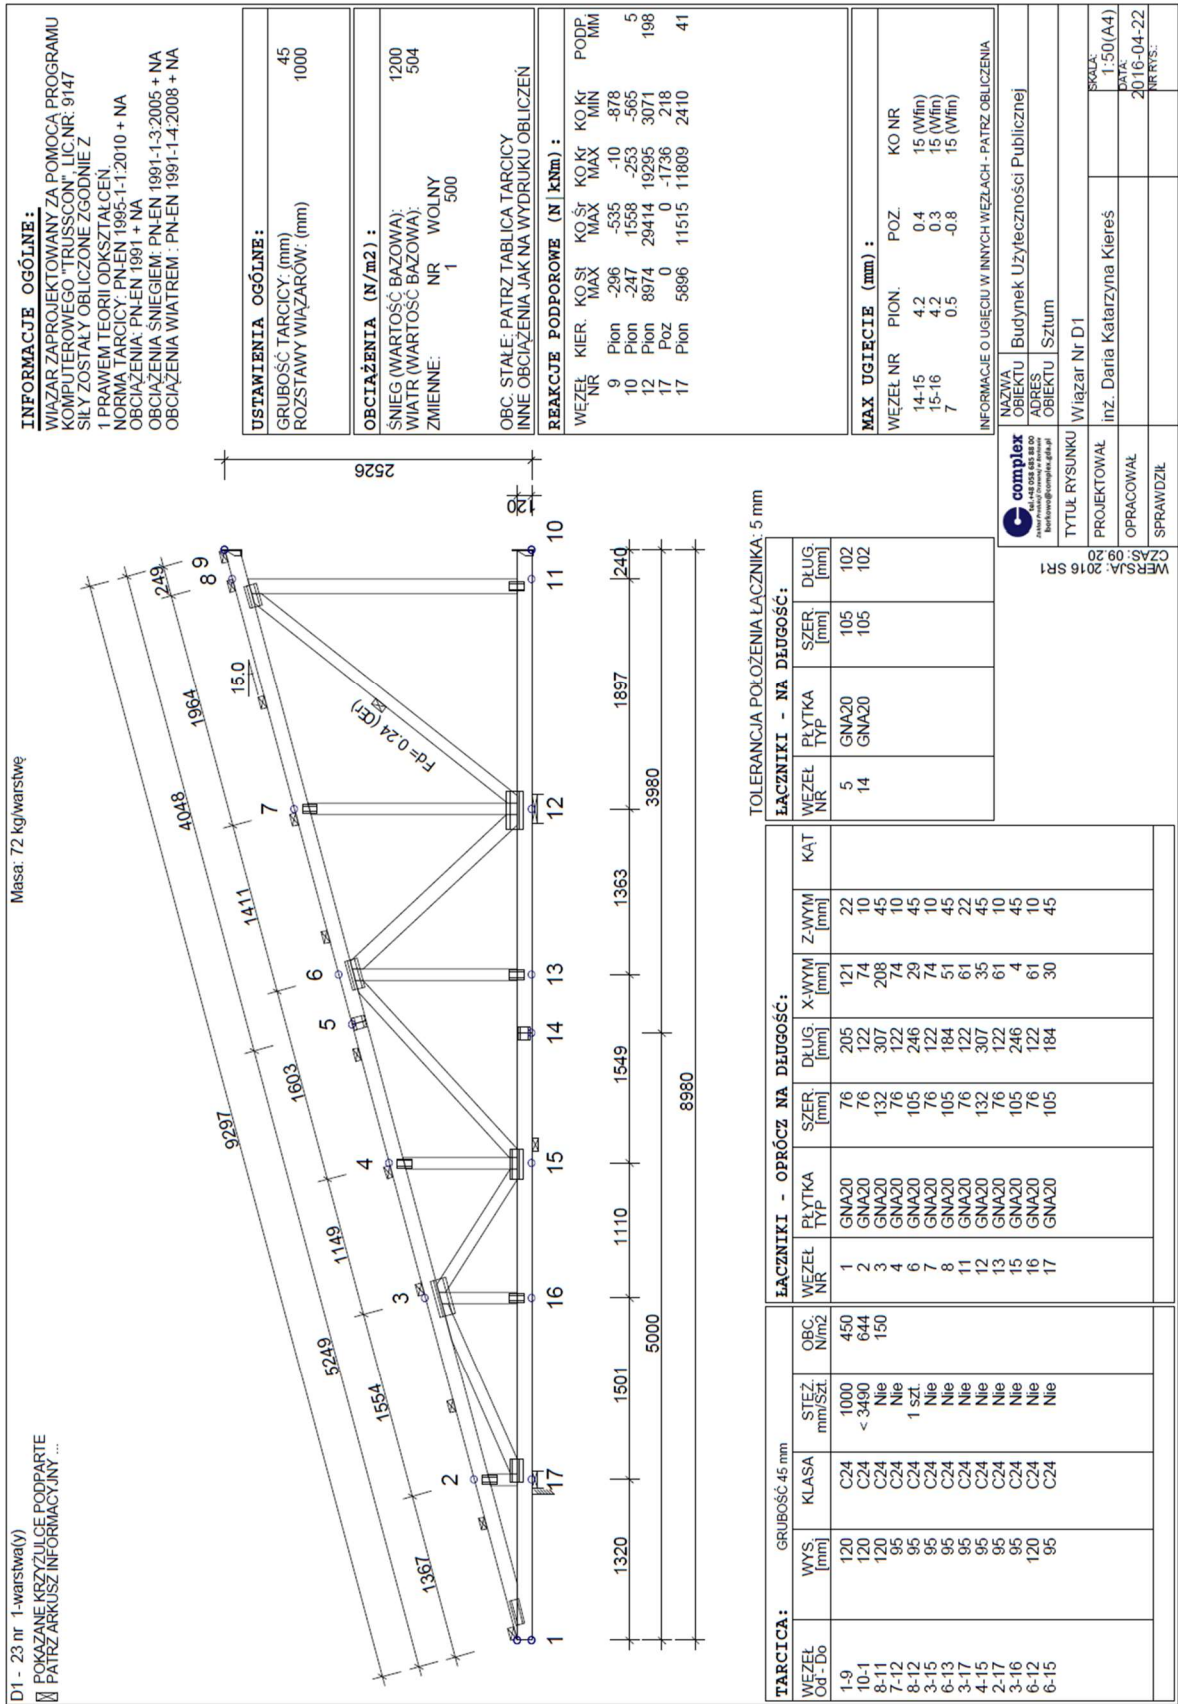 D1 - 23 nr 1-warstwa(y)
POKAZANE KRZYŻULCE PODPARTE
PATRZ ARKUSZ INFORMACYJNY ...
Masa: 72 kg/warstwę
INFORMACJE OGÓLNE:
WIĄZAR ZAPROJEKTOWANY ZA POMOCĄ PROGRAMU
KOMPUTEROWEGO "TRUSSCON", LIC.NR: 9147
SIŁY ZOSTAŁY OBLICZONE ZGODNIE Z
1 PRAWEM TEORII ODKSZTAŁCEŃ.
NORMA TARCICY: PN-EN 1995-1-1:2010 + NA
OBCIĄŻENIA: PN-EN 1991 + NA
OBCIĄŻENIA ŚNIEGIEM: PN-EN 1991-1-3:2005 + NA
OBCIĄŻENIA WIATREM : PN-EN 1991-1-4:2008 + NA
USTAWIENIA OGÓLNE:
GRUBOŚĆ TARCICY: (mm) 45
ROZSTAWY WIĄZARÓW: (mm) 1000
OBCIĄŻENIA (N/m2) :
ŚNIEG (WARTOŚĆ BAZOWA): 1200
WIATR (WARTOŚĆ BAZOWA): 504
ZMIENNE: NR WOLNY
1 500
OBC. STAŁE: PATRZ TABLICA TARCICY
INNE OBCIĄŻENIA JAK NA WYDRUKU OBLICZEŃ
REAKCJE PODPOROWE (N|kNm) :
WĘZEŁ NR KIER. KO St MAX KO Śr MAX KO Kr MAX KO Kr MIN PODP. MM
9 Pion -296 -535 -10 -878
10 Pion -247 1558 -253 -565 5
12 Pion 8974 29414 19295 3071 198
17 Poz 0 0 -1736 218
17 Pion 5896 11515 11809 2410 41
MAX UGIĘCIE (mm) :
WĘZEŁ NR PION. POZ. KO NR
14-15 4.2 0.4 15 (Wfin)
15-16 4.2 0.3 15 (Wfin)
7 0.5 -0.8 15 (Wfin)
INFORMACJE O UGIĘCIU W INNYCH WĘZŁACH - PATRZ OBLICZENIA
9297
5249
4048
1367
1554
1149
1603
1411
1964
249
15.0
Fd= 0.24 (Œr)
2526
120
1
2
3
4
5
6
7
8
9
10
11
12
13
14
15
16
17
1320
1501
1110
1549
1363
1897
240
5000
3980
8980
TOLERANCJA POŁOŻENIA ŁĄCZNIKA: 5 mm
TARCICA: GRUBOŚĆ 45 mm
WĘZEŁ Od - Do WYS. [mm] KLASA STĘŻ. mm/Szt. OBC. N/m2
1-9 120 C24 1000 450
10-1 120 C24 < 3490 644
8-11 120 C24 Nie 150
7-12 95 C24 Nie
8-12 95 C24 1 szt.
3-15 95 C24 Nie
6-13 95 C24 Nie
3-17 95 C24 Nie
4-15 95 C24 Nie
2-17 95 C24 Nie
3-16 95 C24 Nie
6-12 120 C24 Nie
6-15 95 C24 Nie
ŁĄCZNIKI - OPRÓCZ NA DŁUGOŚĆ:
WĘZEŁ NR PŁYTKA TYP SZER. [mm] DŁUG. [mm] X-WYM [mm] Z-WYM [mm] KĄT
1 GNA20 76 205 121 22
2 GNA20 76 122 74 10
3 GNA20 132 307 208 45
4 GNA20 76 122 74 10
6 GNA20 105 246 29 45
7 GNA20 76 122 74 10
8 GNA20 105 184 51 45
11 GNA20 76 122 61 22
12 GNA20 132 307 35 45
13 GNA20 76 122 61 10
15 GNA20 105 246 4 45
16 GNA20 76 122 61 10
17 GNA20 105 184 30 45
ŁĄCZNIKI - NA DŁUGOŚĆ:
WĘZEŁ NR PŁYTKA TYP SZER. [mm] DŁUG. [mm]
5 GNA20 105 102
14 GNA20 105 102
WERSJA: 2016 SR1
CZAS: 09.20
complex
tel.+48 058 685 88 00
borkowo@complex.gda.pl
NAZWA OBIEKTU Budynek Użyteczności Publicznej
ADRES OBIEKTU Sztum
TYTUŁ RYSUNKU Wiązar Nr D1
PROJEKTOWAŁ inż. Daria Katarzyna Kiereś
OPRACOWAŁ
SPRAWDZIŁ
SKALA: 1:50(A4)
DATA: 2016-04-22
NR RYS.: